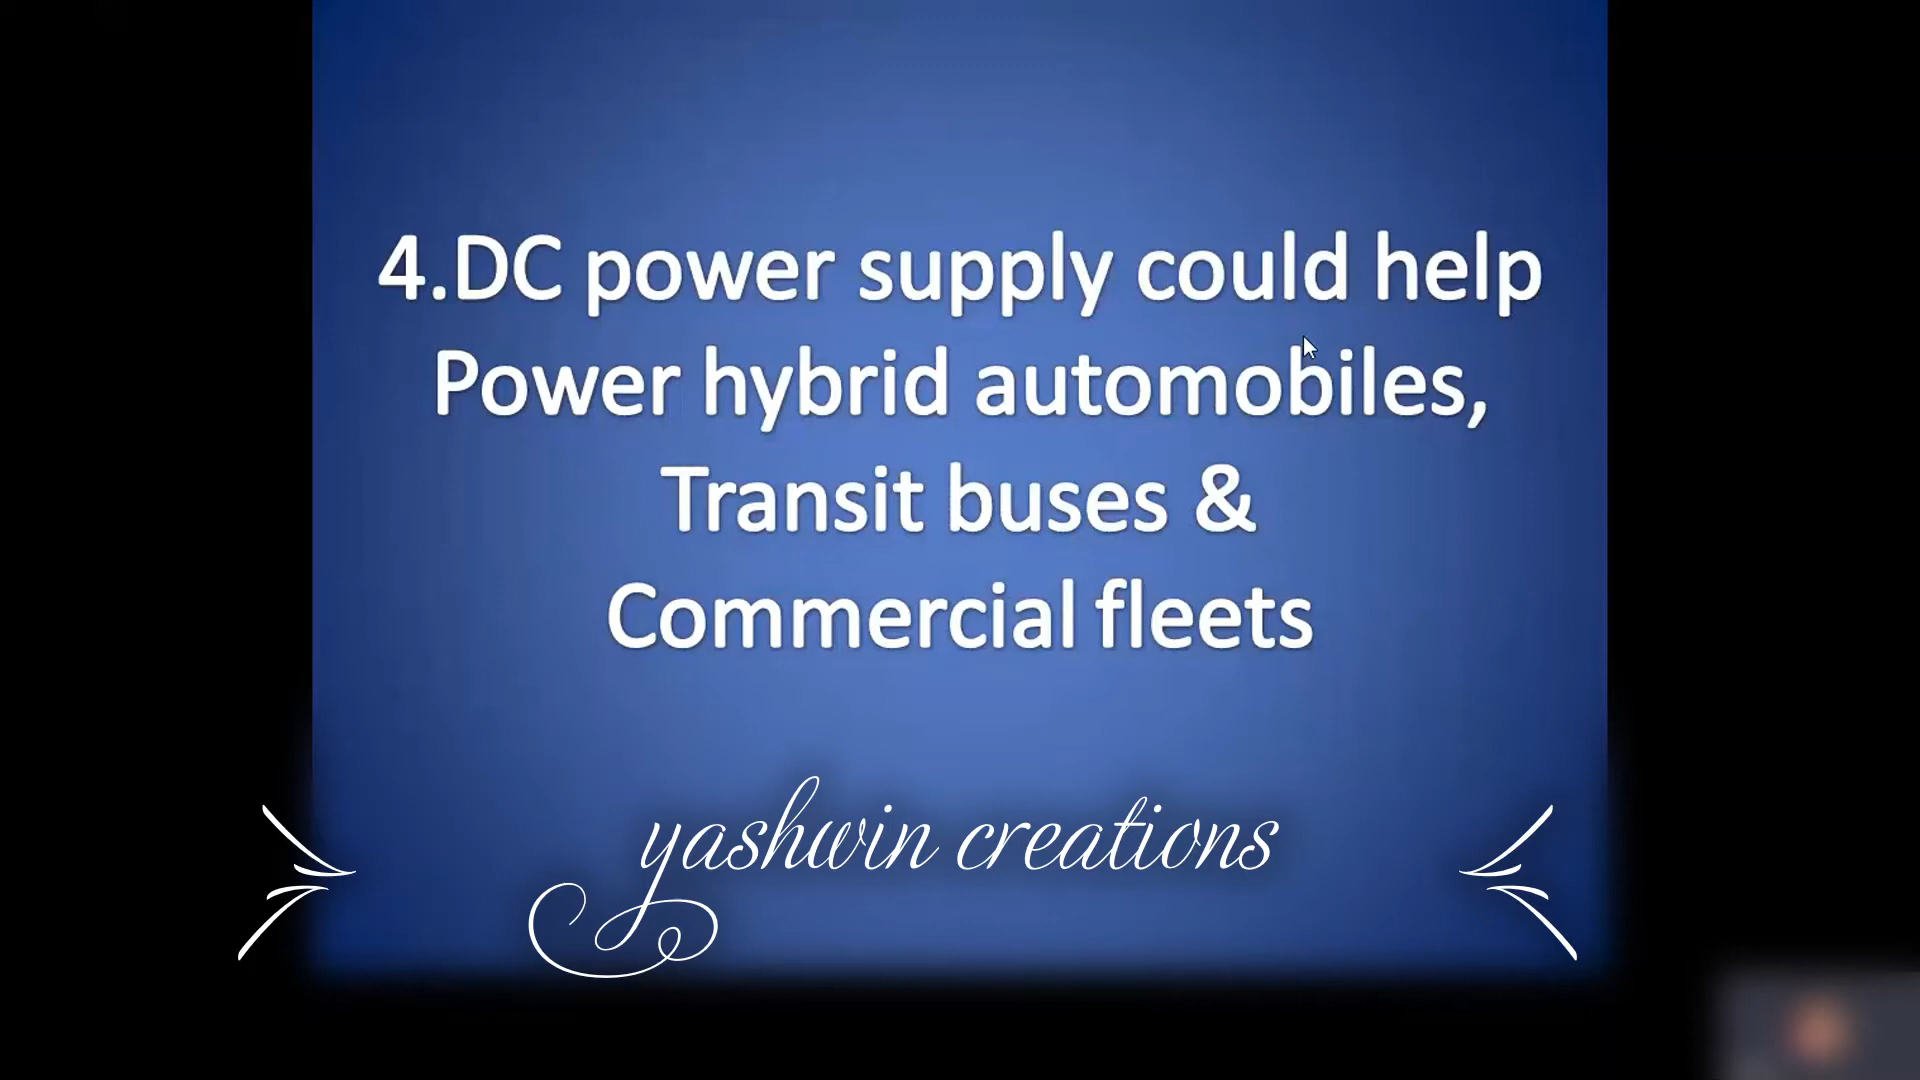 4.DC power supply could help
Power hybrid automobiles,
Transit buses &
Commercial fleets
yashwin creations